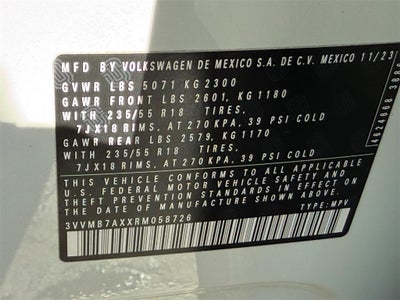 MFD BY VOLKSWAGEN DE MEXICO S.A. DE C.V. MEXICO 11/23
GVWR LBS 5071 KG 2300
GAWR FRONT LBS 2601, KG 1180
WITH 235/55 R18 TIRES.
7JX18 RIMS, AT 270 KPA, 39 PSI COLD
GAWR REAR LBS 2579, KG 1170
WITH 235/55 R18 TIRES.
7JX18 RIMS, AT 270KPA, 39 PSI COLD
THIS VEHICLE CONFORMS TO ALL APPLICABLE
U.S. FEDERAL MOTOR VEHICLE SAFETY AND
THEFT PREVENTION STANDARDS IN EFFECT ON
THE DATE OF MANUFACTURE SHOWN ABOVE.
3VVMB7AXXRM058726 TYPE: MPV